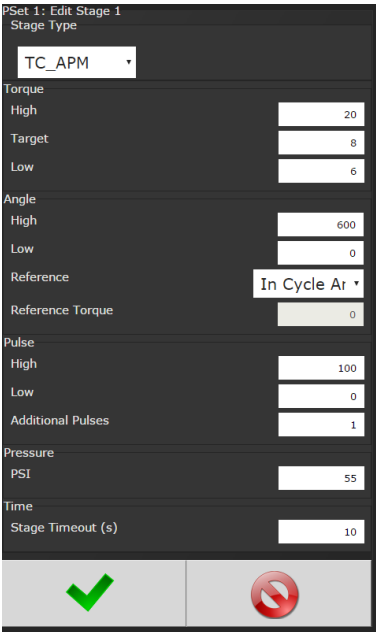 PSet 1: Edit Stage 1
Stage Type
TC_APM
Torque
High 20
Target 8
Low 6
Angle
High 600
Low 0
Reference In Cycle Ar
Reference Torque 0
Pulse
High 100
Low 0
Additional Pulses 1
Pressure
PSI 55
Time
Stage Timeout (s) 10